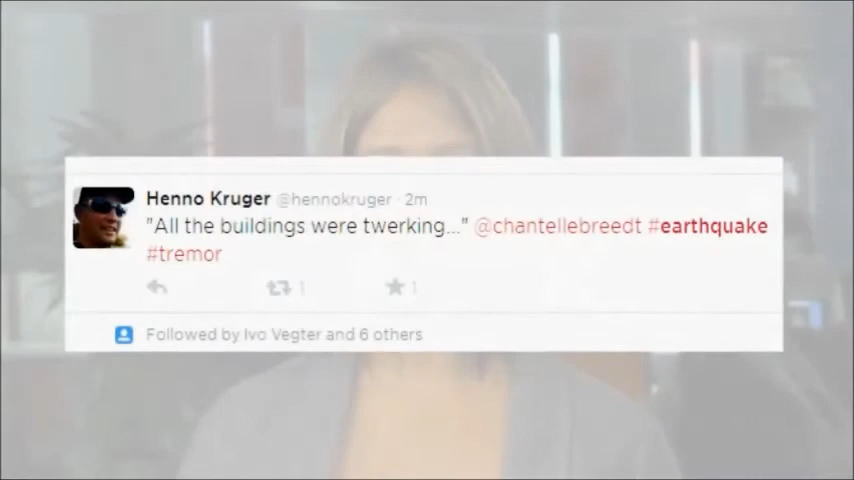 Henno Kruger @hennokruger · 2m
"All the buildings were twerking..." @chantellebreedt #earthquake
#tremor
1 1
Followed by Ivo Vegter and 6 others